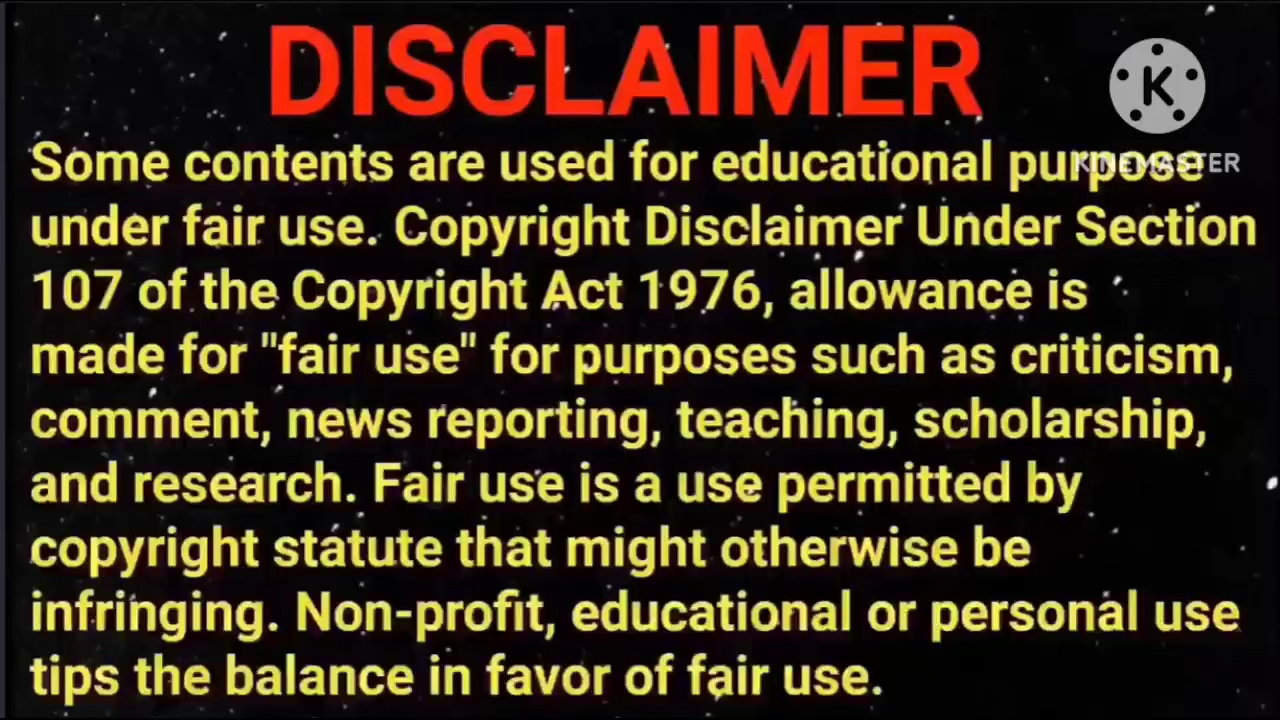 DISCLAIMER
K
KINEMASTER
Some contents are used for educational purpose
under fair use. Copyright Disclaimer Under Section
107 of the Copyright Act 1976, allowance is
made for "fair use" for purposes such as criticism,
comment, news reporting, teaching, scholarship,
and research. Fair use is a use permitted by
copyright statute that might otherwise be
infringing. Non-profit, educational or personal use
tips the balance in favor of fair use.